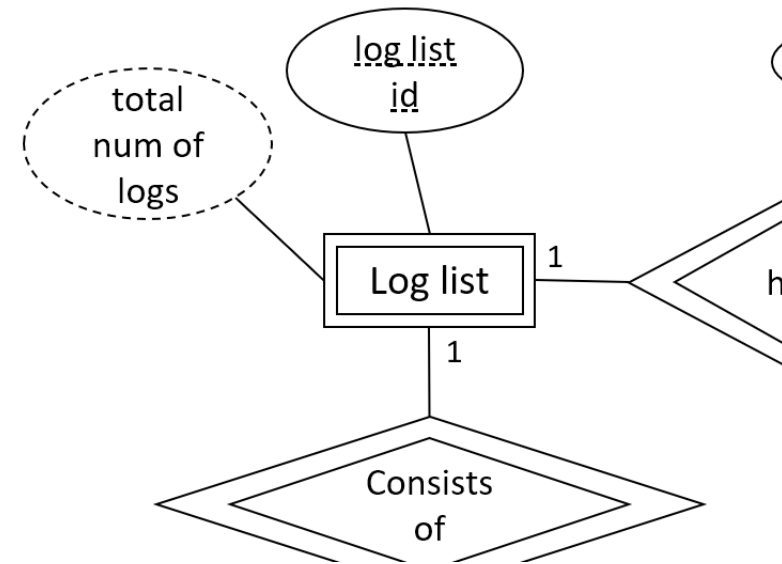 log list
id
total
num of
logs
Log list
1
h
1
Consists
of